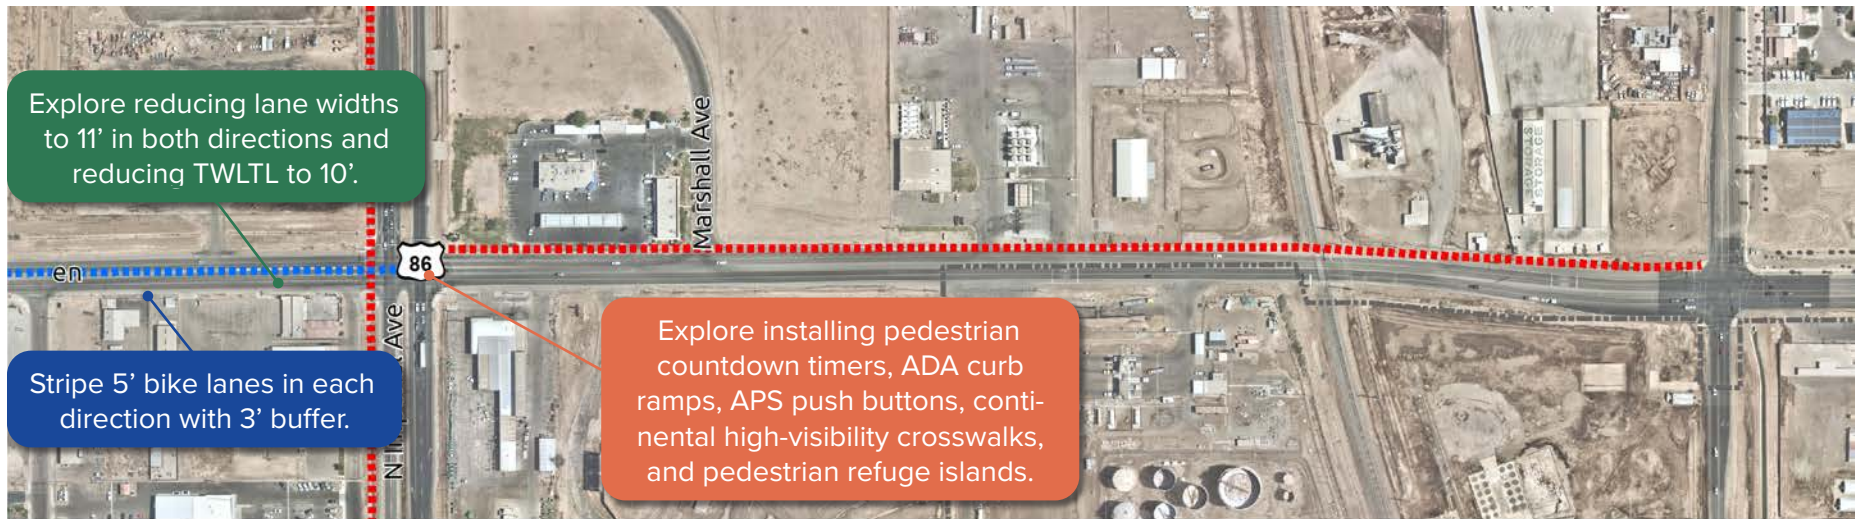 Explore reducing lane widths
to 11’ in both directions and
reducing TWLTL to 10’.
Marshall Ave
STORAGE
STORAGE
en
86
Stripe 5’ bike lanes in each
direction with 3’ buffer.
Ave
N
Explore installing pedestrian
countdown timers, ADA curb
ramps, APS push buttons, conti-
nental high-visibility crosswalks,
and pedestrian refuge islands.